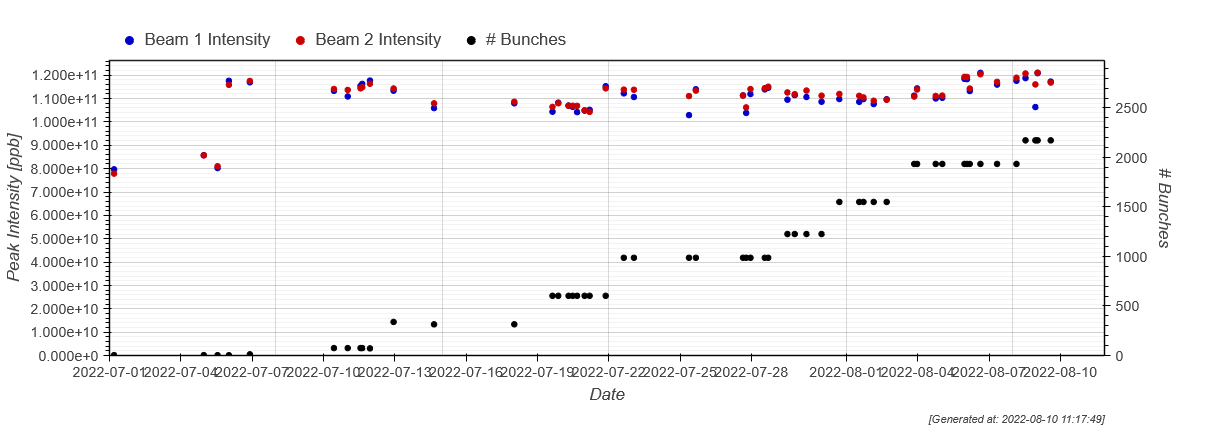 Beam 1 Intensity Beam 2 Intensity # Bunches
Peak Intensity [ppb]
1.200e+11
1.100e+11
1.000e+11
9.000e+10
8.000e+10
7.000e+10
6.000e+10
5.000e+10
4.000e+10
3.000e+10
2.000e+10
1.000e+10
0.000e+0
2500
2000
1500
1000
500
0
# Bunches
2022-07-01 2022-07-04 2022-07-07 2022-07-10 2022-07-13 2022-07-16 2022-07-19 2022-07-22 2022-07-25 2022-07-28 2022-08-01 2022-08-04 2022-08-07 2022-08-10
Date
[Generated at: 2022-08-10 11:17:49]